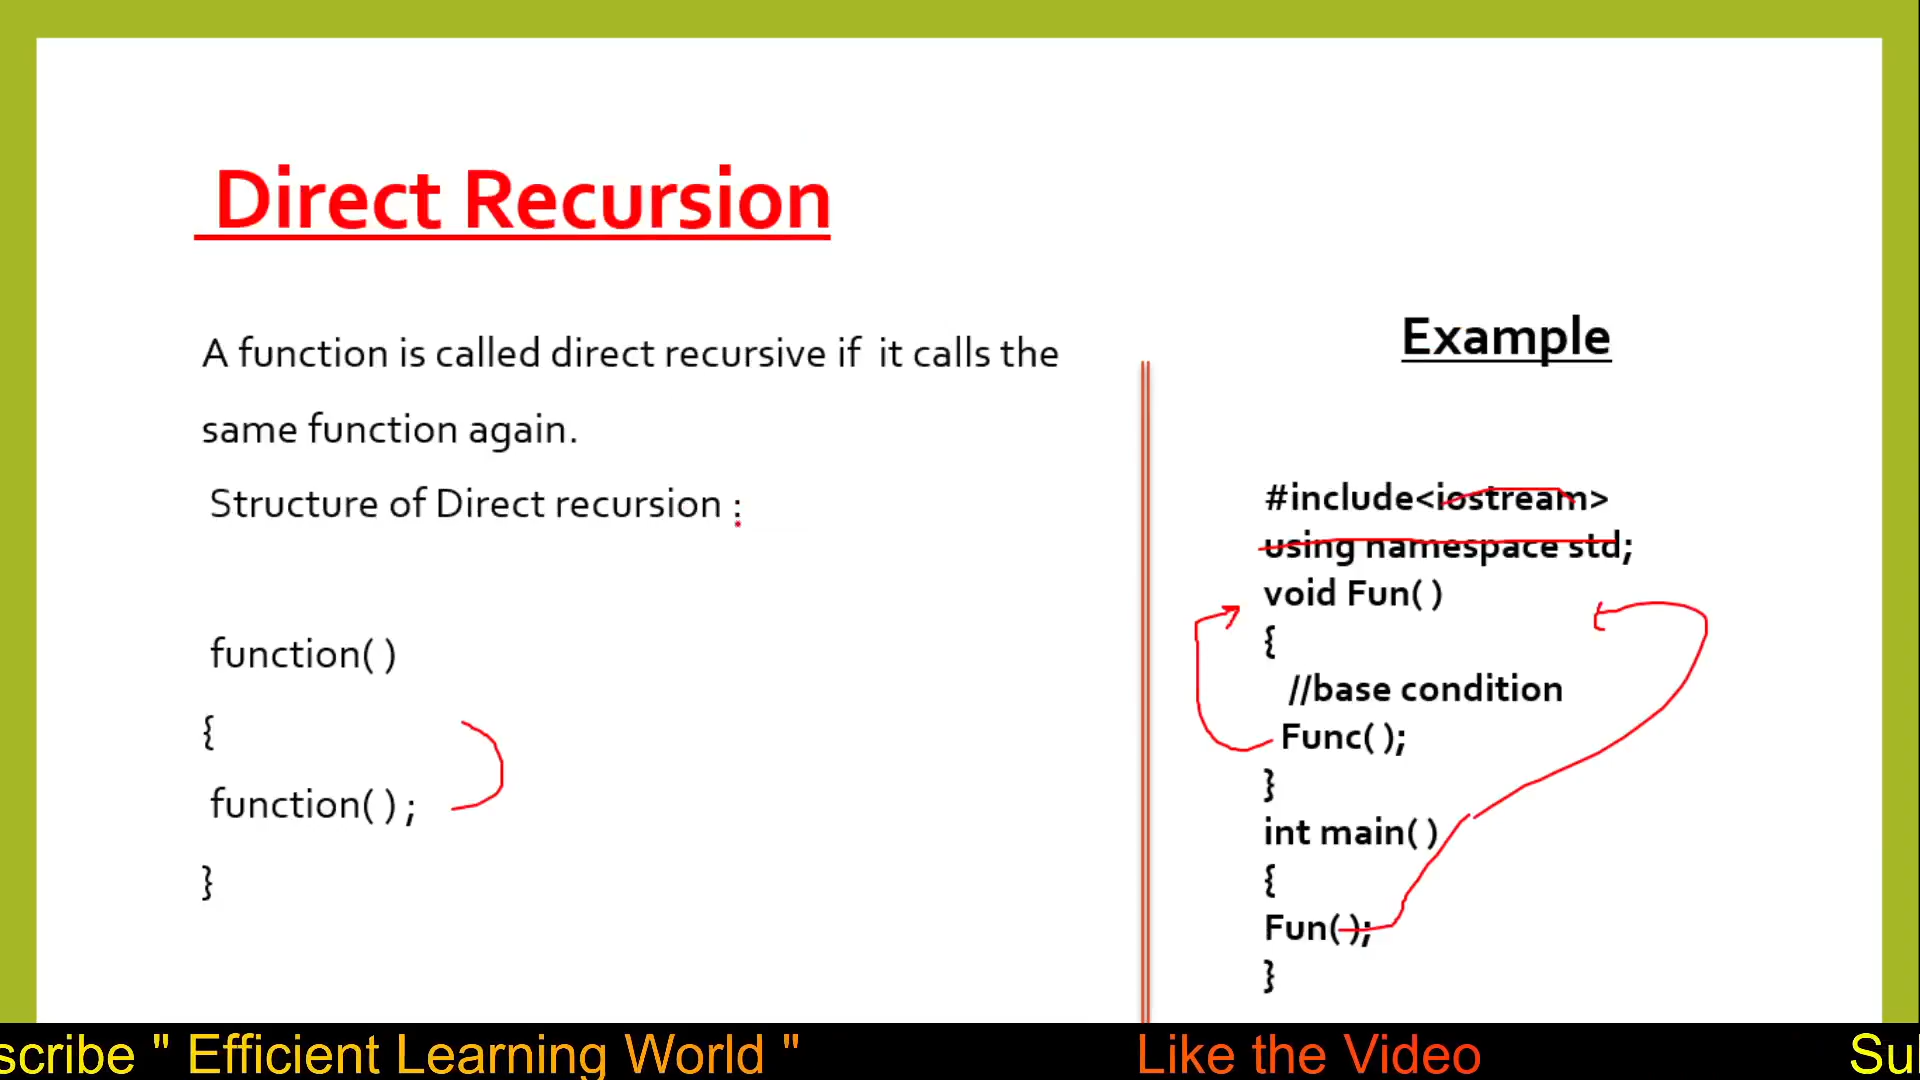 Direct Recursion
A function is called direct recursive if it calls the
same function again.
Structure of Direct recursion :
function( )
{
function( ) ;
}
Example
#include<iostream>
using namespace std;
void Fun( )
{
//base condition
Func( );
}
int main( )
{
Fun( );
}
scribe " Efficient Learning World "
Like the Video
Su